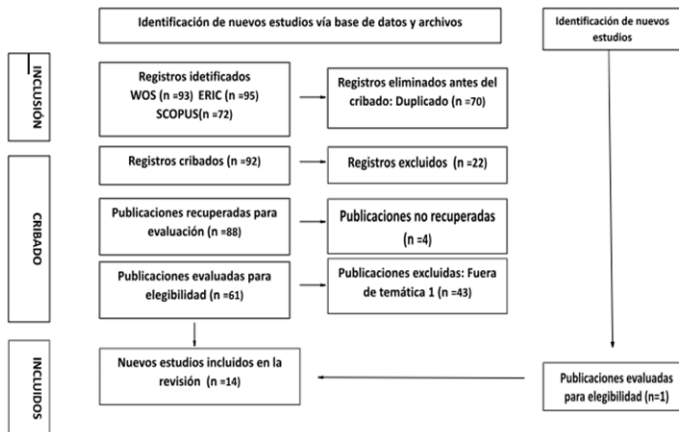 Identificación de nuevos estudios vía base de datos y archivos
Identificación de nuevos
estudios
INCLUSIÓN
Registros idetificados
WOS (n =93) ERIC (n =95)
SCOPUS(n =72)
Registros eliminados antes del
cribado: Duplicado (n =70)
CRIBADO
Registros cribados (n =92)
Registros excluidos (n =22)
Publicaciones recuperadas para
evaluación (n =88)
Publicaciones no recuperadas
(n =4)
Publicaciones evaluadas para
elegibilidad (n =61)
Publicaciones excluidas: Fuera
de temática 1 (n =43)
INCLUIDOS
Nuevos estudios incluidos en la
revisión (n =14)
Publicaciones evaluadas
para elegibilidad (n=1)